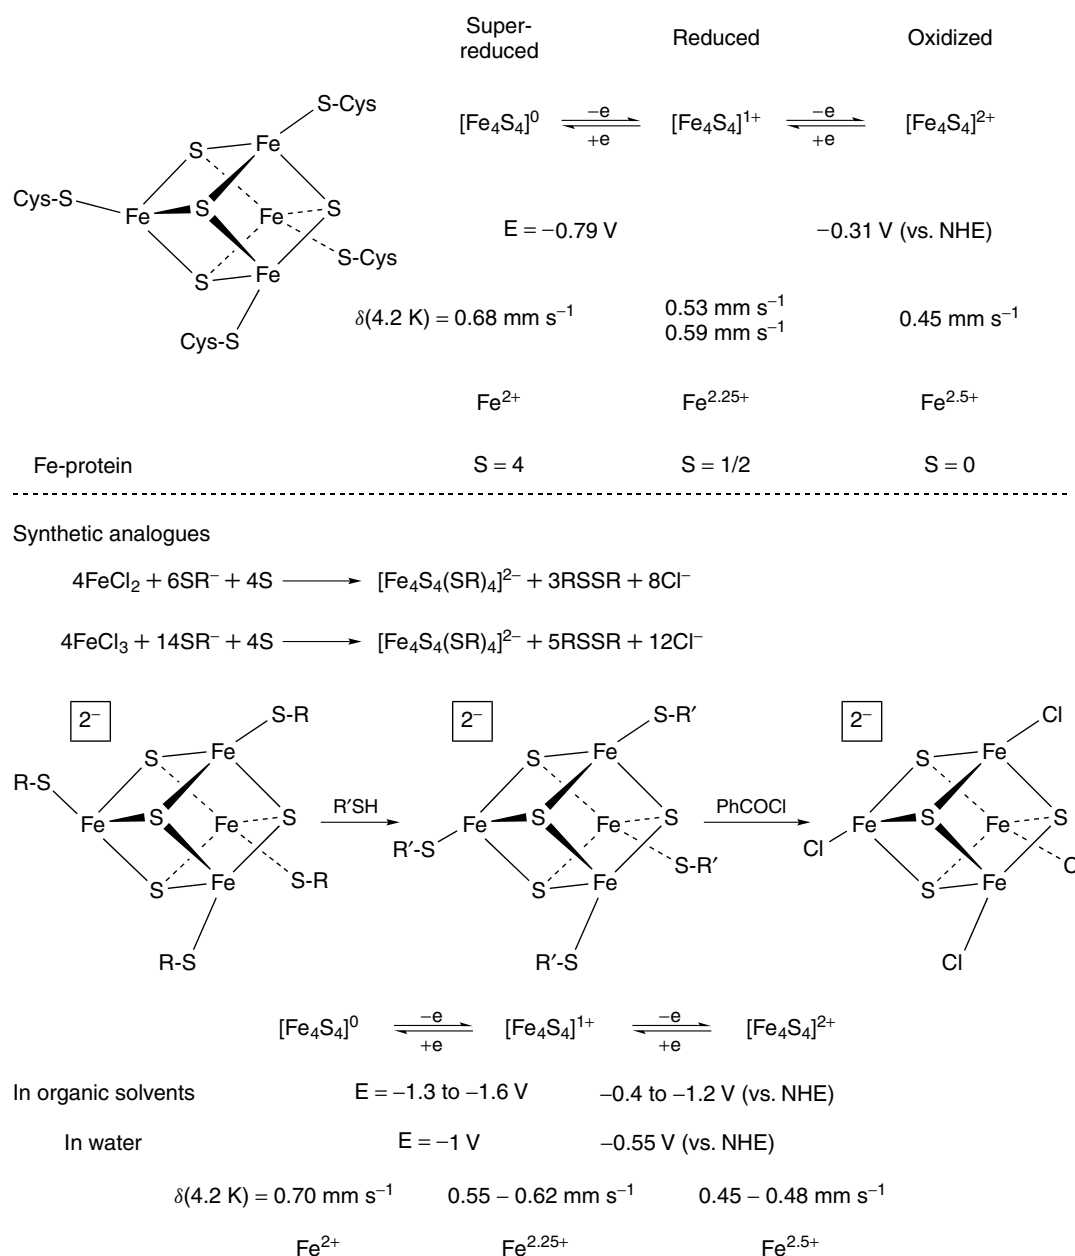 Super-
reduced
Reduced
Oxidized
[Fe₄S₄]⁰ −e +e [Fe₄S₄]¹⁺ −e +e [Fe₄S₄]²⁺
S-Cys
Fe
S
Cys-S
Fe
S
Fe
S
S-Cys
S
Fe
Cys-S
E = −0.79 V
−0.31 V (vs. NHE)
δ(4.2 K) = 0.68 mm s⁻¹
0.53 mm s⁻¹
0.59 mm s⁻¹
0.45 mm s⁻¹
Fe²⁺
Fe²·²⁵⁺
Fe²·⁵⁺
Fe-protein
S = 4
S = 1/2
S = 0
Synthetic analogues
4FeCl₂ + 6SR⁻ + 4S ⟶ [Fe₄S₄(SR)₄]²⁻ + 3RSSR + 8Cl⁻
4FeCl₃ + 14SR⁻ + 4S ⟶ [Fe₄S₄(SR)₄]²⁻ + 5RSSR + 12Cl⁻
2⁻
S-R
Fe
S
R-S
Fe
S
Fe
S
S-R
S
Fe
R-S
R′SH
2⁻
S-R′
Fe
S
Fe
S
Fe
S
R′-S
S-R′
S
Fe
R′-S
PhCOCl
2⁻
Cl
Fe
S
Fe
S
Fe
S
Cl
S
Fe
Cl
[Fe₄S₄]⁰ −e +e [Fe₄S₄]¹⁺ −e +e [Fe₄S₄]²⁺
In organic solvents
E = −1.3 to −1.6 V
−0.4 to −1.2 V (vs. NHE)
In water
E = −1 V
−0.55 V (vs. NHE)
δ(4.2 K) = 0.70 mm s⁻¹
0.55 – 0.62 mm s⁻¹
0.45 – 0.48 mm s⁻¹
Fe²⁺
Fe²·²⁵⁺
Fe²·⁵⁺